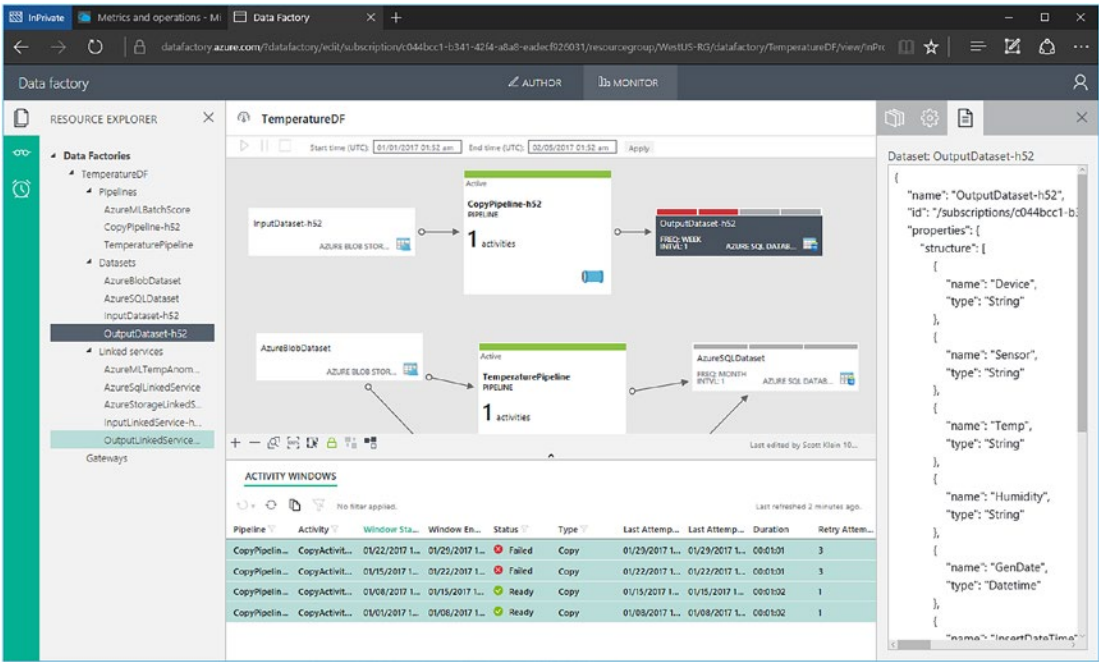 InPrivate
Metrics and operations - Mi
Data Factory
datafactory.azure.com/?datafactory/edit/subscription/c044bcc1-b341-42f4-a8a8-eadecf926031/resourcegroup/WestUS-RG/datafactory/TemperatureDF/view/InPrc
Data factory
AUTHOR
MONITOR
RESOURCE EXPLORER
Data Factories
TemperatureDF
Pipelines
AzureMLBatchScore
CopyPipeline-h52
TemperaturePipeline
Datasets
AzureBlobDataset
AzureSQLDataset
InputDataset-h52
OutputDataset-h52
Linked services
AzureMLTempAnom...
AzureSqlLinkedService
AzureStorageLinkedS...
InputLinkedService-h...
OutputLinkedService...
Gateways
TemperatureDF
Start time (UTC): 01/01/2017 01:52 am End time (UTC): 02/05/2017 01:52 am Apply
InputDataset-h52
AZURE BLOB STOR...
Active
CopyPipeline-h52
PIPELINE
1 activities
OutputDataset-h52
FREQ: WEEK
INTVL: 1
AZURE SQL DATAB...
AzureBlobDataset
AZURE BLOB STOR...
Active
TemperaturePipeline
PIPELINE
1 activities
AzureSQLDataset
FREQ: MONTH
INTVL: 1
AZURE SQL DATAB...
Last edited by Scott Klein 10...
ACTIVITY WINDOWS
No filter applied.
Last refreshed 2 minutes ago.
Pipeline Activity Window Sta... Window En... Status Type Last Attemp... Last Attemp... Duration Retry Attem...
CopyPipelin... CopyActivit... 01/22/2017 1... 01/29/2017 1... Failed Copy 01/29/2017 1... 01/29/2017 1... 00:01:01 3
CopyPipelin... CopyActivit... 01/15/2017 1... 01/22/2017 1... Failed Copy 01/22/2017 1... 01/22/2017 1... 00:01:01 3
CopyPipelin... CopyActivit... 01/08/2017 1... 01/15/2017 1... Ready Copy 01/15/2017 1... 01/15/2017 1... 00:01:02 1
CopyPipelin... CopyActivit... 01/01/2017 1... 01/08/2017 1... Ready Copy 01/08/2017 1... 01/08/2017 1... 00:01:02 1
Dataset: OutputDataset-h52
{
"name": "OutputDataset-h52",
"id": "/subscriptions/c044bcc1-b3
"properties": {
"structure": [
{
"name": "Device",
"type": "String"
},
{
"name": "Sensor",
"type": "String"
},
{
"name": "Temp",
"type": "String"
},
{
"name": "Humidity",
"type": "String"
},
{
"name": "GenDate",
"type": "Datetime"
},
{
"name": "InsertDateTime"